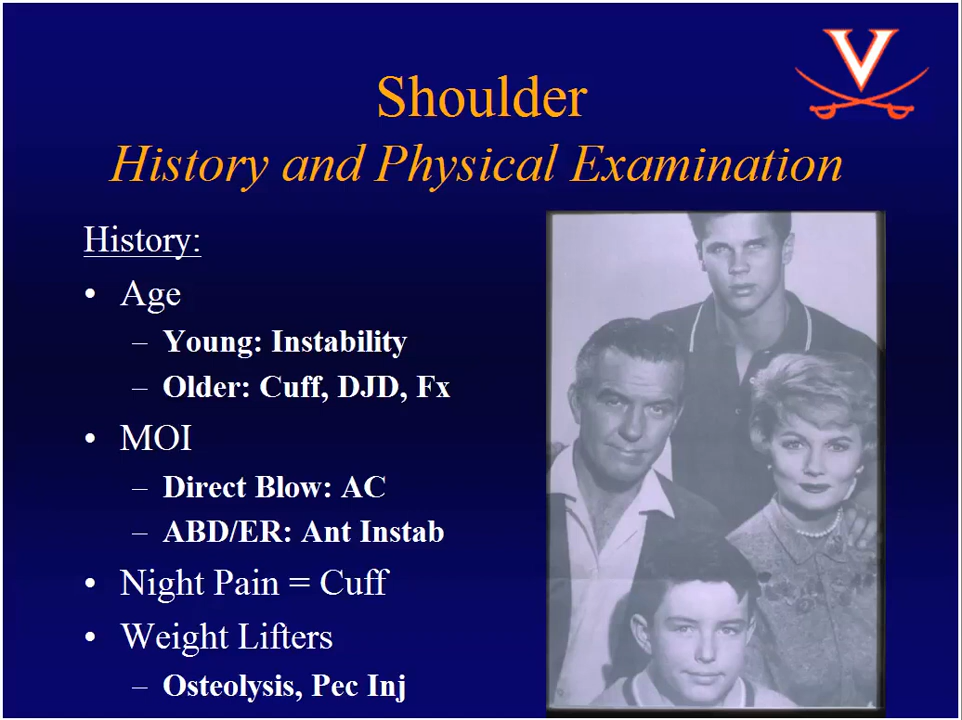 Shoulder
History and Physical Examination
History:
• Age
– Young: Instability
– Older: Cuff, DJD, Fx
• MOI
– Direct Blow: AC
– ABD/ER: Ant Instab
• Night Pain = Cuff
• Weight Lifters
– Osteolysis, Pec Inj
V